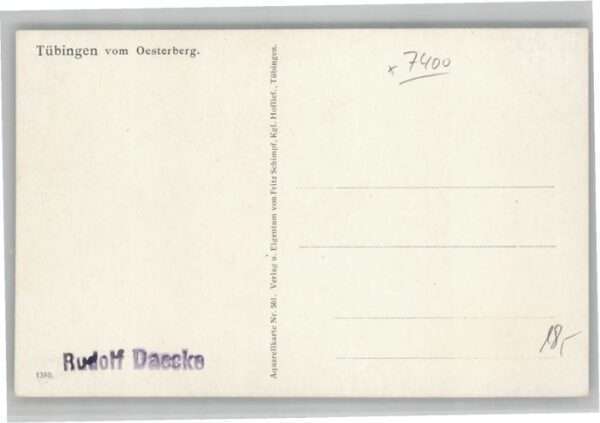 Tübingen vom Oesterberg.
x 7400
Aquarellkarte Nr. 501. Verlag u. Eigentum von Fritz Schimpf, Kgl. Hoflief., Tübingen.
18,-
Rudolf Daecke
1380.